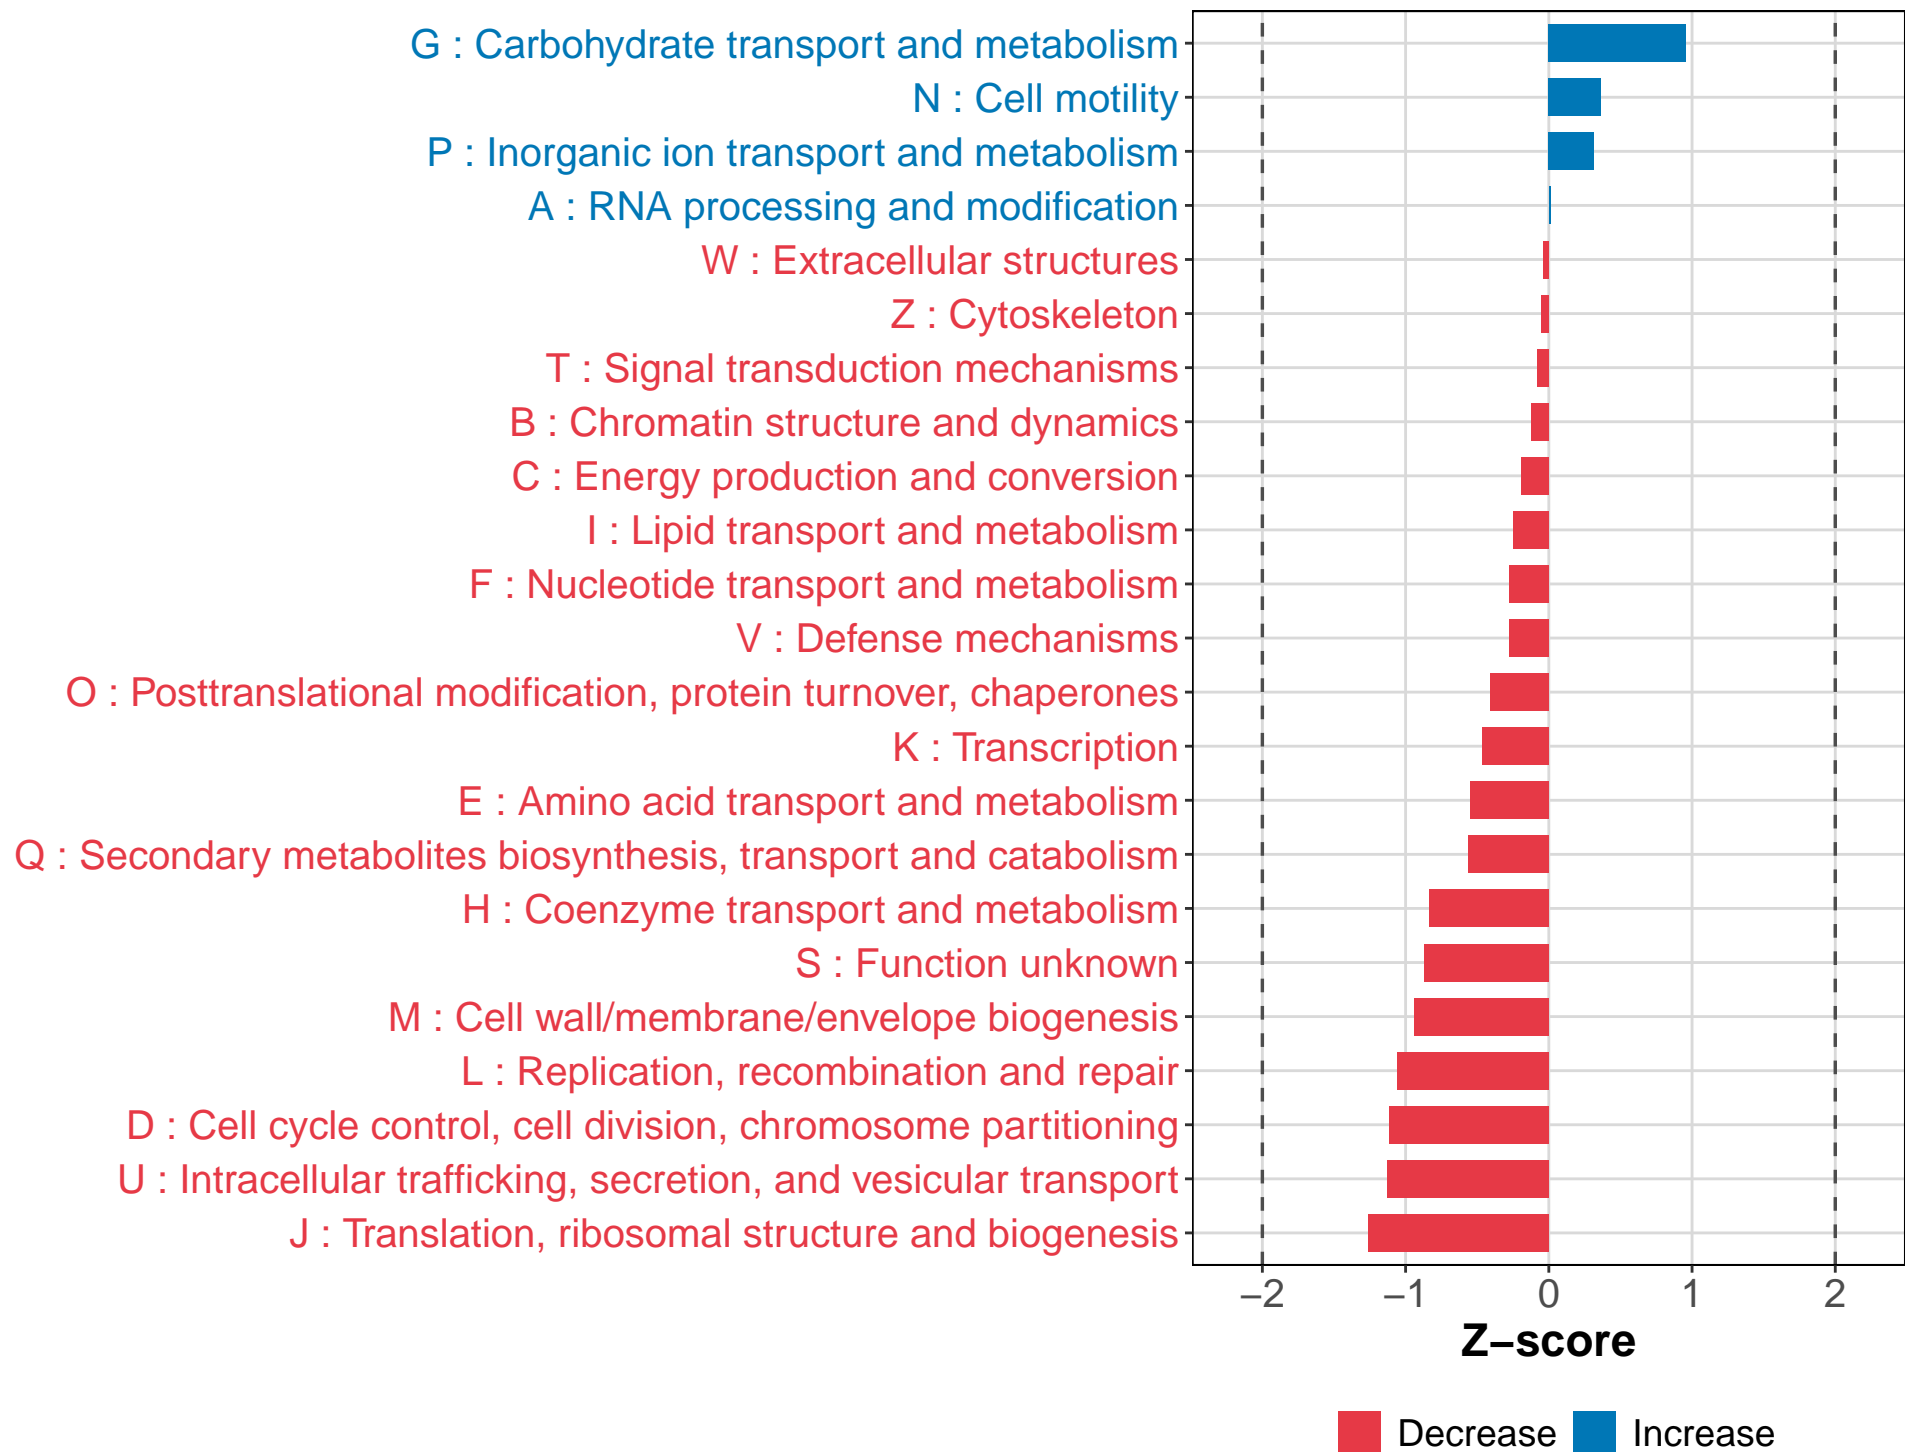 G : Carbohydrate transport and metabolism
N : Cell motility
P : Inorganic ion transport and metabolism
A : RNA processing and modification
W : Extracellular structures
Z : Cytoskeleton
T : Signal transduction mechanisms
B : Chromatin structure and dynamics
C : Energy production and conversion
I : Lipid transport and metabolism
F : Nucleotide transport and metabolism
V : Defense mechanisms
O : Posttranslational modification, protein turnover, chaperones
K : Transcription
E : Amino acid transport and metabolism
Q : Secondary metabolites biosynthesis, transport and catabolism
H : Coenzyme transport and metabolism
S : Function unknown
M : Cell wall/membrane/envelope biogenesis
L : Replication, recombination and repair
D : Cell cycle control, cell division, chromosome partitioning
U : Intracellular trafficking, secretion, and vesicular transport
J : Translation, ribosomal structure and biogenesis
−2 −1 0 1 2
Z−score
Decrease Increase